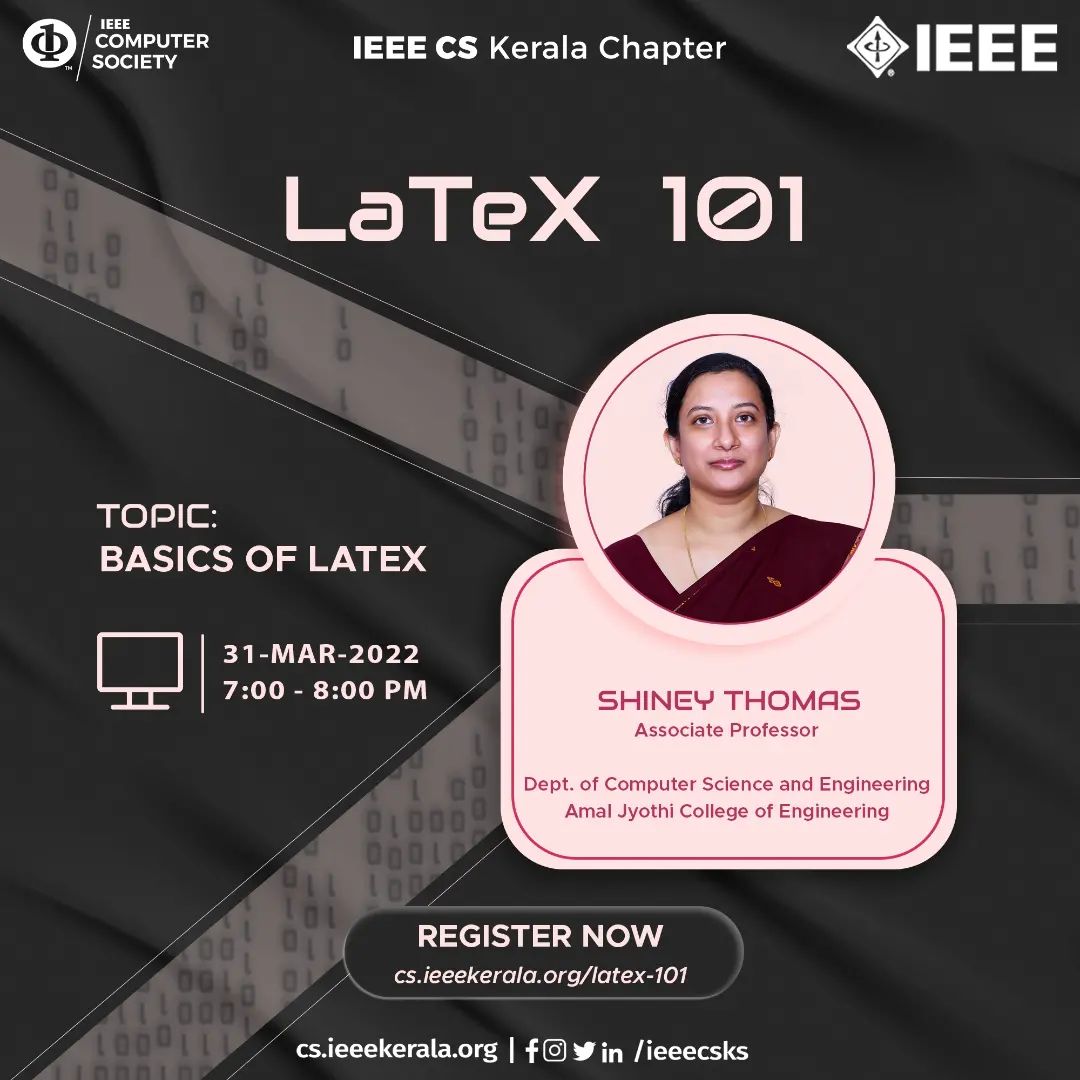 IEEE
COMPUTER
SOCIETY
TM
IEEE CS Kerala Chapter
IEEE
®
LaTeX 101
TOPIC:
BASICS OF LATEX
31-MAR-2022
7:00 - 8:00 PM
SHINEY THOMAS
Associate Professor
Dept. of Computer Science and Engineering
Amal Jyothi College of Engineering
REGISTER NOW
cs.ieeekerala.org/latex-101
cs.ieeekerala.org | /ieeecsks